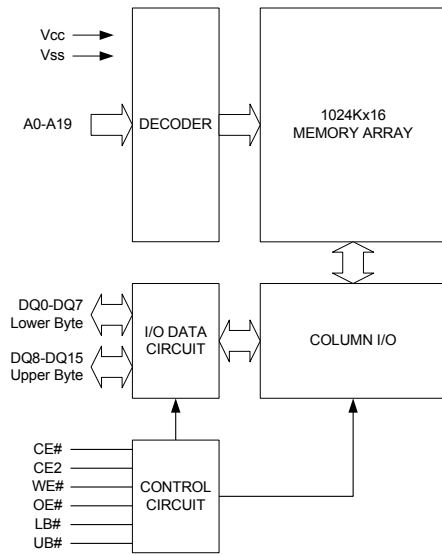 Vcc
Vss
A0-A19
DECODER
1024Kx16
MEMORY ARRAY
DQ0-DQ7
Lower Byte
DQ8-DQ15
Upper Byte
I/O DATA
CIRCUIT
COLUMN I/O
CE#
CE2
WE#
OE#
LB#
UB#
CONTROL
CIRCUIT